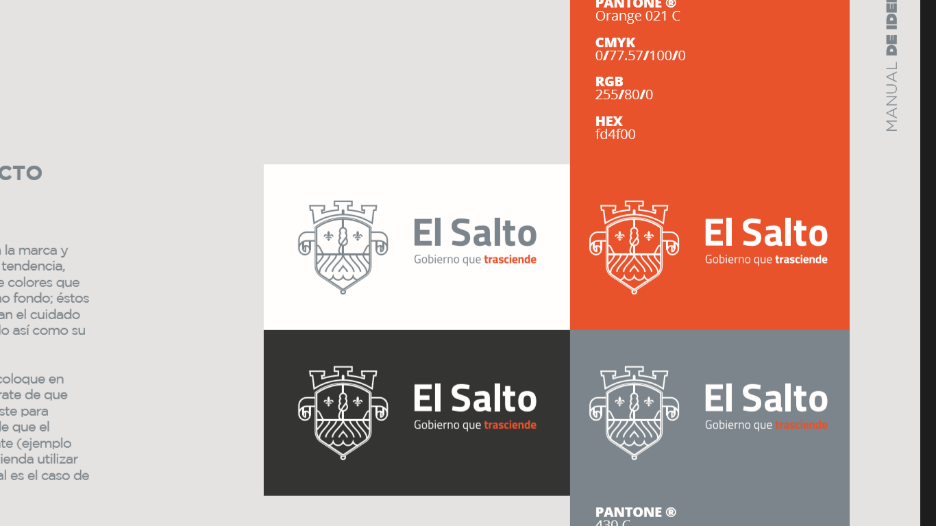 PANTONE ®
Orange 021 C
CMYK
0/77.57/100/0
RGB
255/80/0
HEX
fd4f00
MANUAL DE IDE
CTO
la marca y
tendencia,
colores que
fondo; éstos
an el cuidado
así como su
coloque en
rate de que
ste para
de que el
(ejemplo
ienda utilizar
al es el caso de
El Salto
Gobierno que trasciende
El Salto
Gobierno que trasciende
El Salto
Gobierno que trasciende
El Salto
Gobierno que trasciende
PANTONE ®
430 C